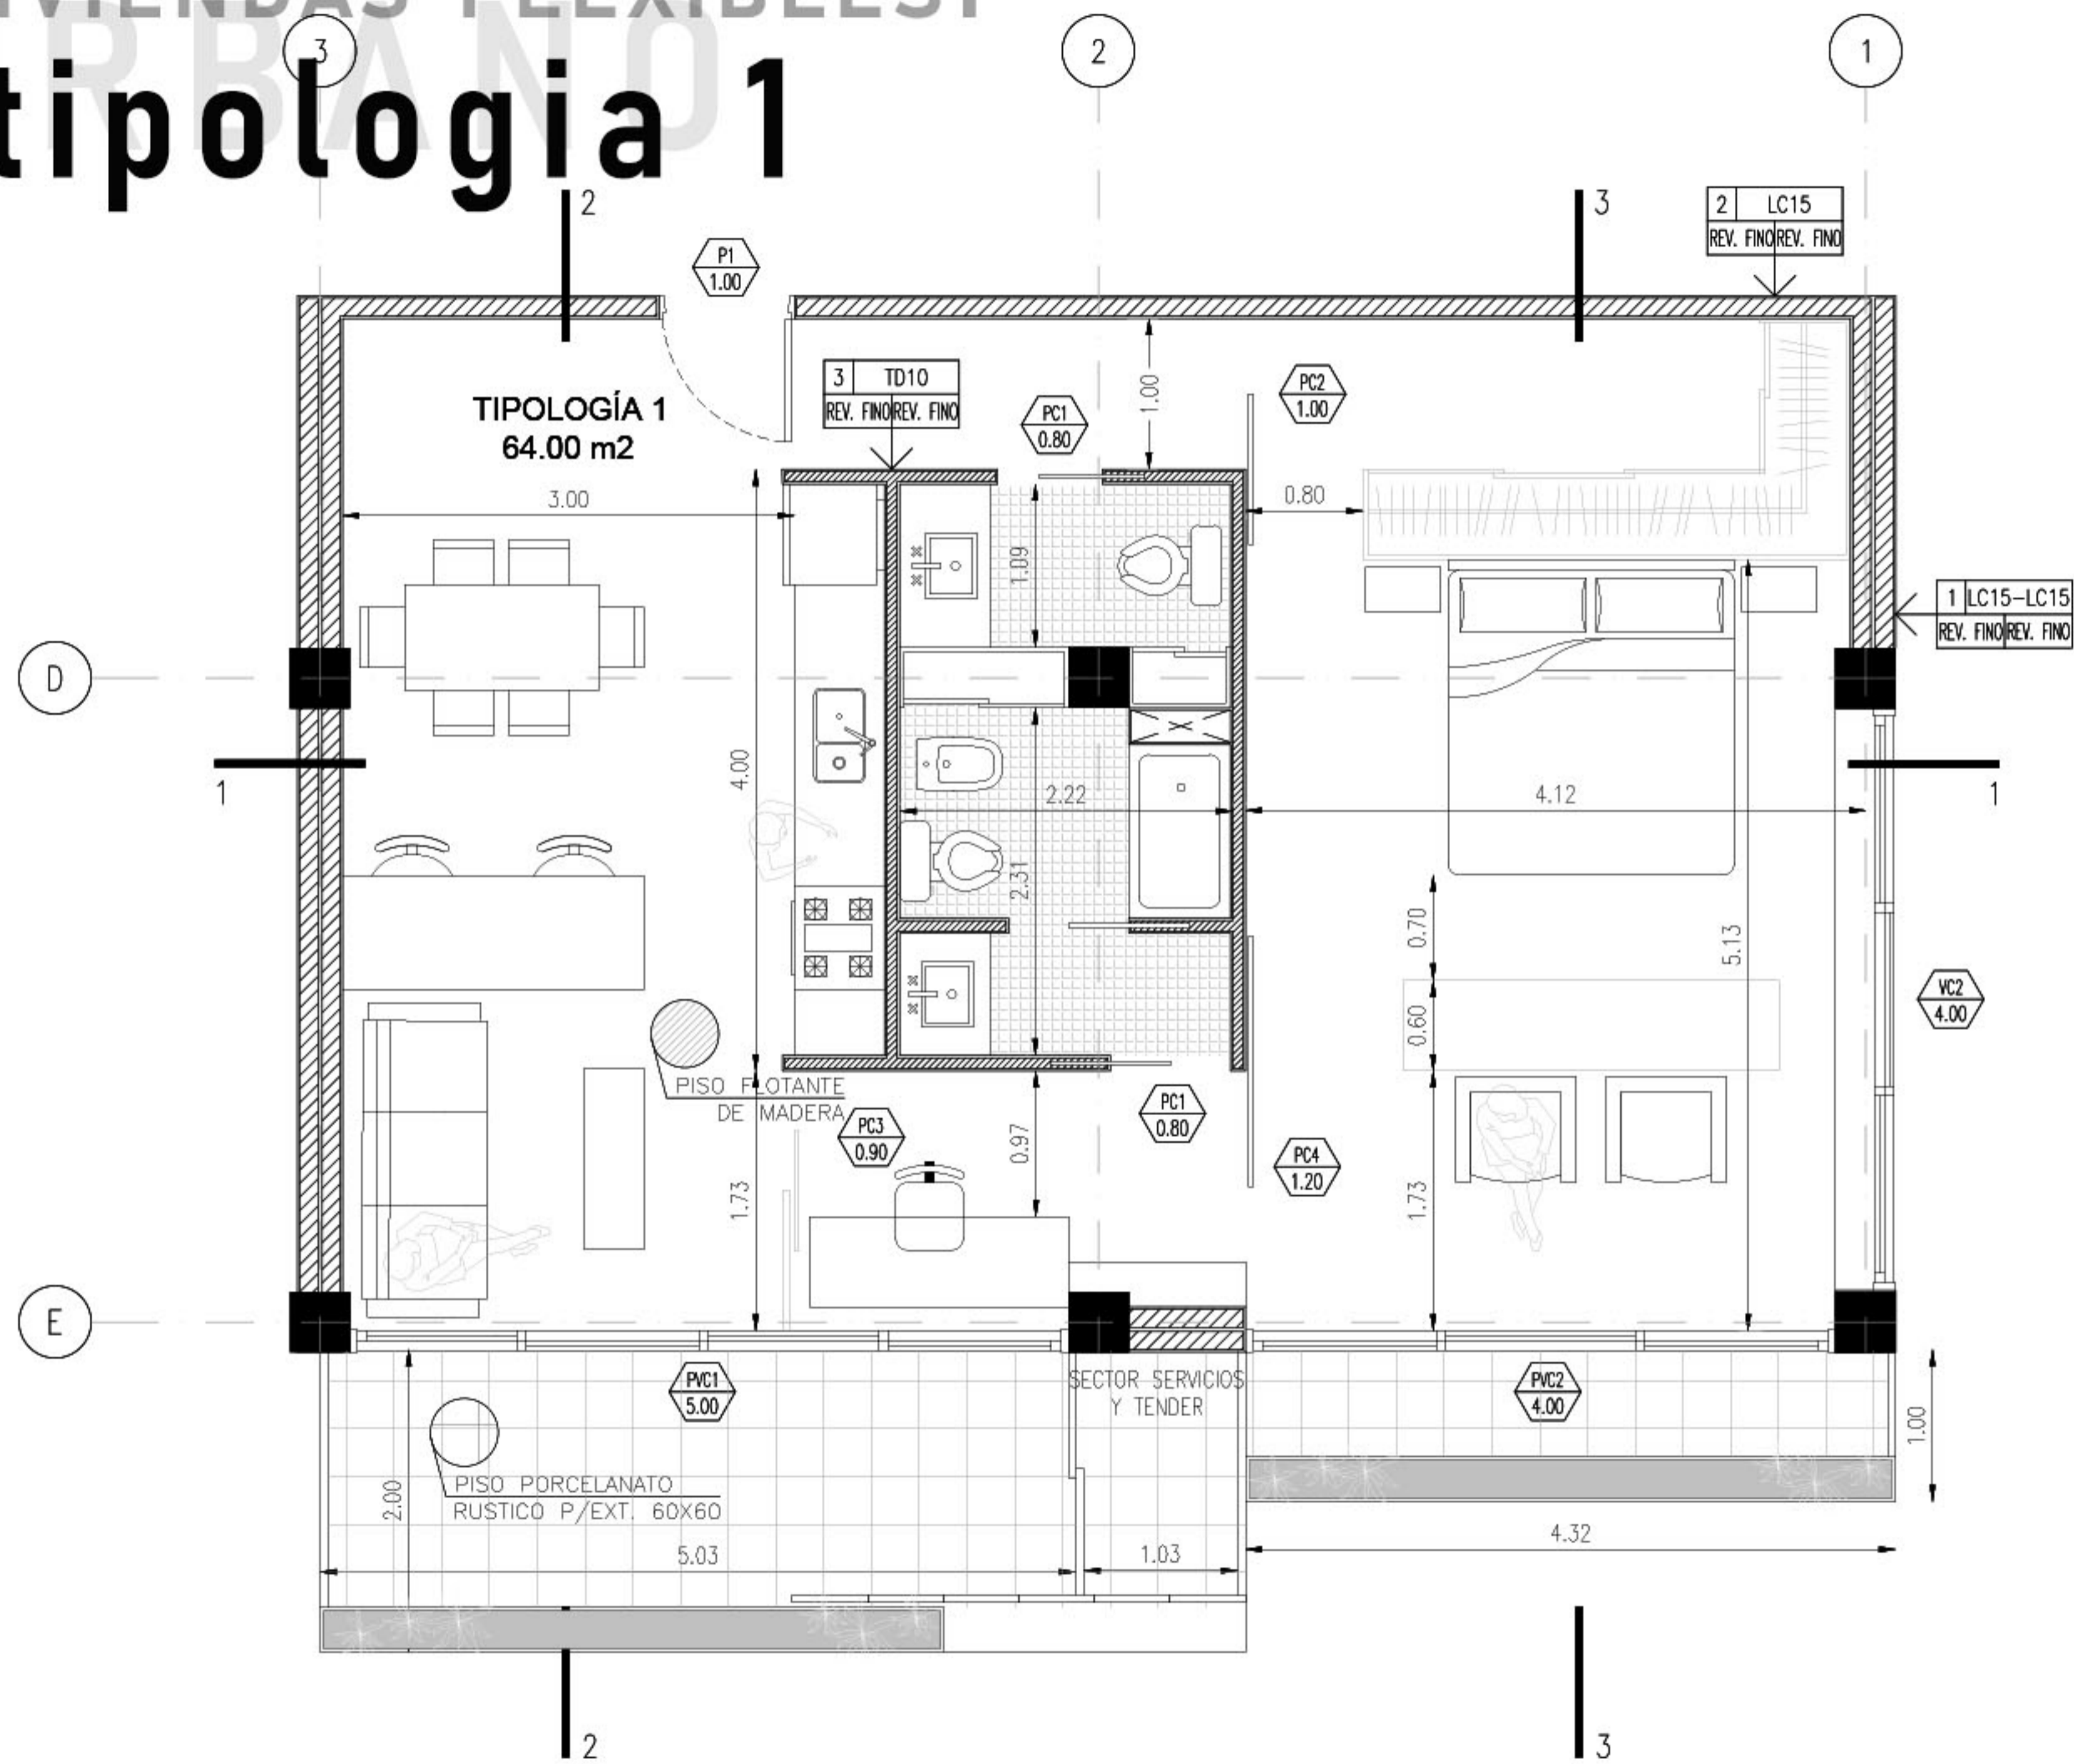 VIVIENDAS FLEXIBLES.
URBANO
tipologia 1
3
2
1
2
3
2 LC15
REV. FINO REV. FINO
P1
1.00
TIPOLOGÍA 1
64.00 m2
3 TD10
REV. FINO REV. FINO
PC1
0.80
1.00
PC2
1.00
3.00
0.80
1.09
1 LC15-LC15
REV. FINO REV. FINO
D
1
4.00
2.22
4.12
1
2.31
0.70
5.13
0.60
VC2
4.00
PISO FLOTANTE
DE MADERA
PC3
0.90
0.97
PC1
0.80
PC4
1.20
1.73
1.73
E
PVC1
5.00
SECTOR SERVICIOS
Y TENDER
PVC2
4.00
1.00
2.00
PISO PORCELANATO
RUSTICO P/EXT. 60X60
5.03
1.03
4.32
2
3